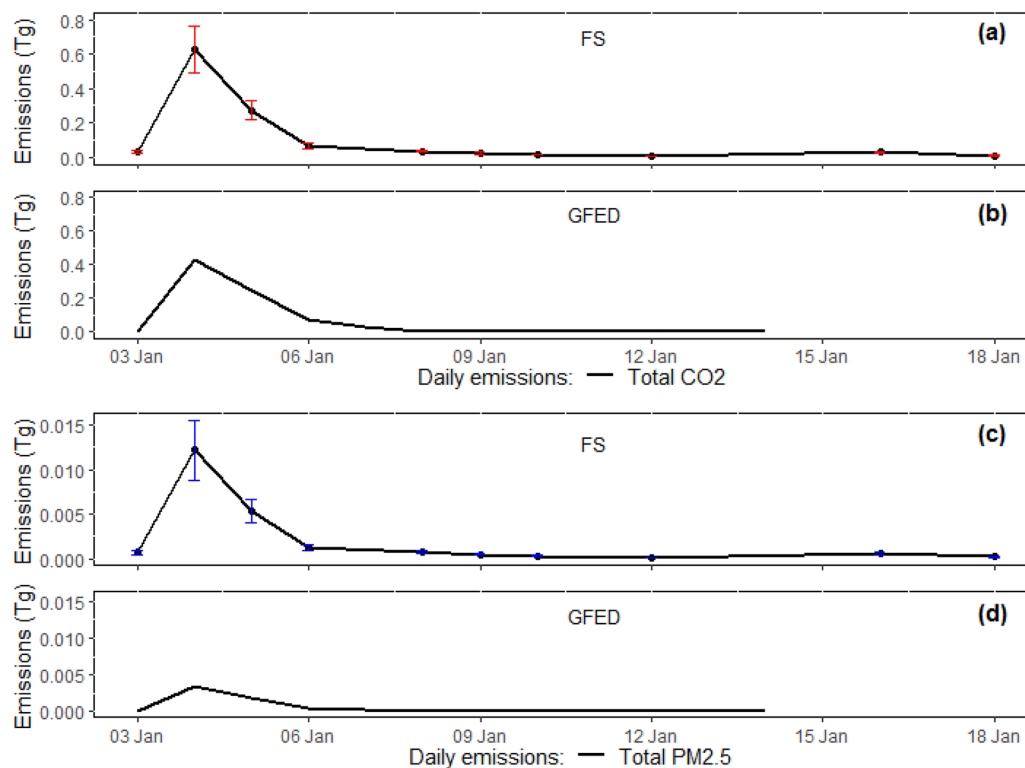 Emissions (Tg)
0.8
0.6
0.4
0.2
0.0
FS
(a)
Emissions (Tg)
0.8
0.6
0.4
0.2
0.0
GFED
(b)
03 Jan 06 Jan 09 Jan 12 Jan 15 Jan 18 Jan
Daily emissions: Total CO2
Emissions (Tg)
0.015
0.010
0.005
0.000
FS
(c)
Emissions (Tg)
0.015
0.010
0.005
0.000
GFED
(d)
03 Jan 06 Jan 09 Jan 12 Jan 15 Jan 18 Jan
Daily emissions: Total PM2.5